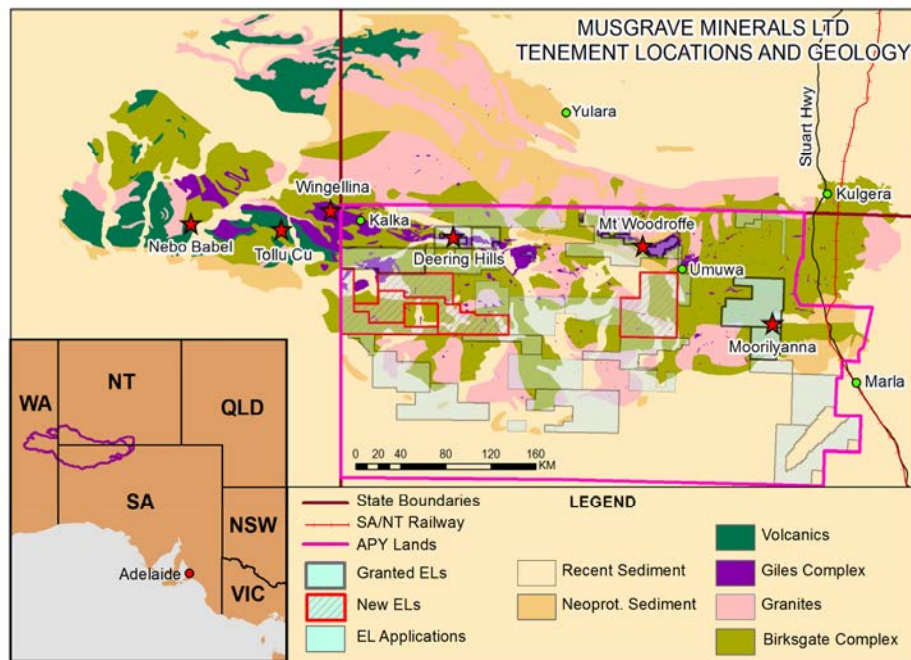 MUSGRAVE MINERALS LTD
TENEMENT LOCATIONS AND GEOLOGY
Yulara
Stuart Hwy
Kulgera
Wingellina
Kalka
Mt Woodroffe
Nebo Babel
Tollu Cu
Deering Hills
Umuwa
Moorilyanna
Marla
0 20 40 80 120 160
KM
WA
NT
QLD
SA
NSW
VIC
Adelaide
LEGEND
State Boundaries
SA/NT Railway
APY Lands
Granted ELs
New ELs
EL Applications
Recent Sediment
Neoprot. Sediment
Volcanics
Giles Complex
Granites
Birksgate Complex